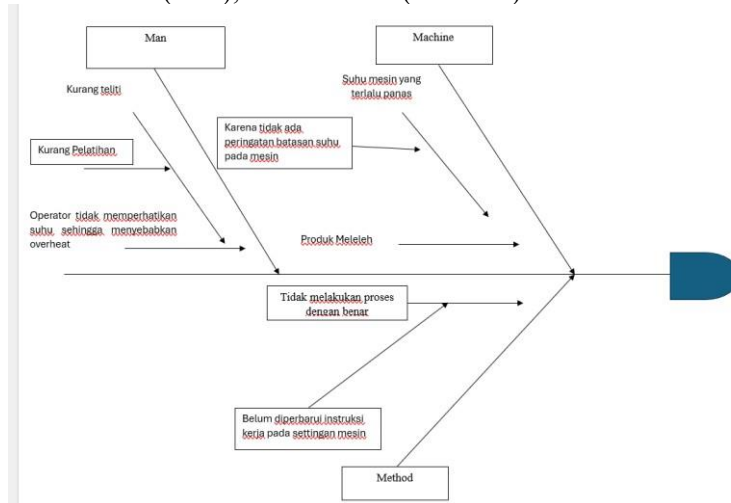 Man
Machine
Kurang teliti
Suhu mesin yang
terlalu panas
Karena tidak ada
peringatan batasan suhu
pada mesin
Kurang Pelatihan
Operator tidak memperhatikan
suhu sehingga menyebabkan
overheat
Produk Meleleh
Tidak melakukan proses
dengan benar
Belum diperbarui instruksi
kerja pada settingan mesin
Method